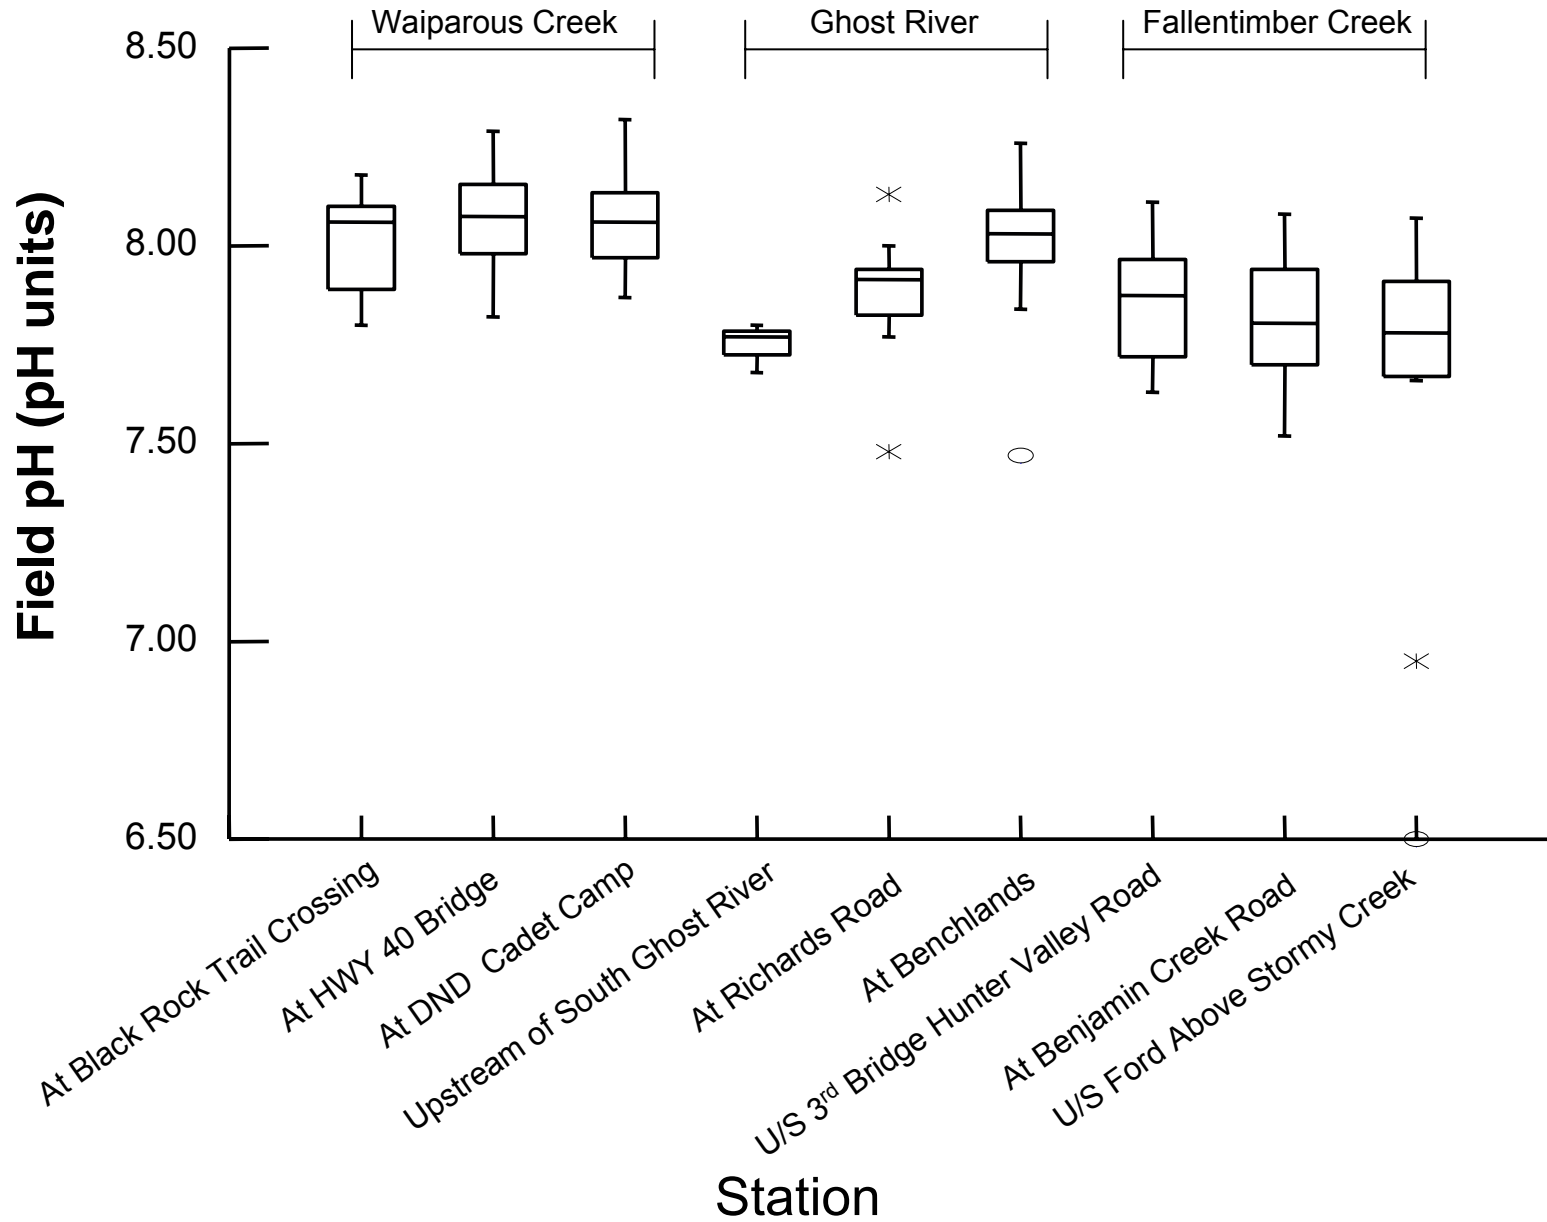 Waiparous Creek
Ghost River
Fallentimber Creek
Field pH (pH units)
8.50
8.00
7.50
7.00
6.50
At Black Rock Trail Crossing
At HWY 40 Bridge
At DND Cadet Camp
Upstream of South Ghost River
At Richards Road
At Benchlands
U/S 3rd Bridge Hunter Valley Road
At Benjamin Creek Road
U/S Ford Above Stormy Creek
Station